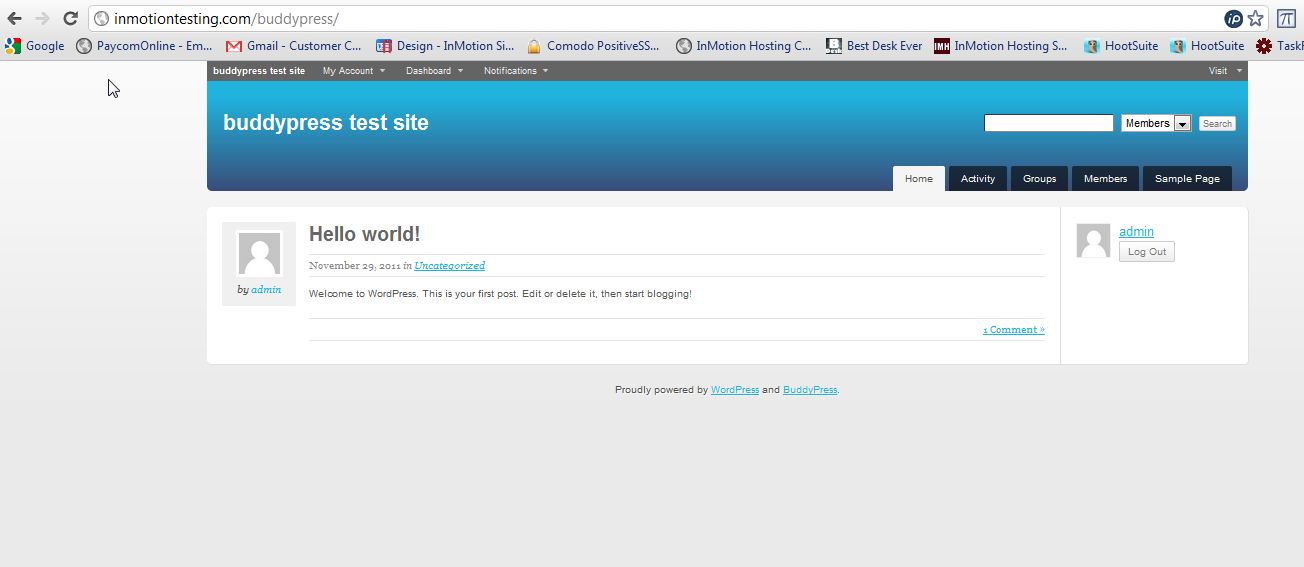 inmotiontesting.com/buddypress/
Google PaycomOnline - Em... Gmail - Customer C... Design - InMotion Si... Comodo PositiveSS... InMotion Hosting C... Best Desk Ever InMotion Hosting S... HootSuite HootSuite TaskF
buddypress test site My Account Dashboard Notifications Visit
buddypress test site
Members Search
Home Activity Groups Members Sample Page
Hello world!
November 29, 2011 in Uncategorized
by admin
Welcome to WordPress. This is your first post. Edit or delete it, then start blogging!
1 Comment »
admin
Log Out
Proudly powered by WordPress and BuddyPress.